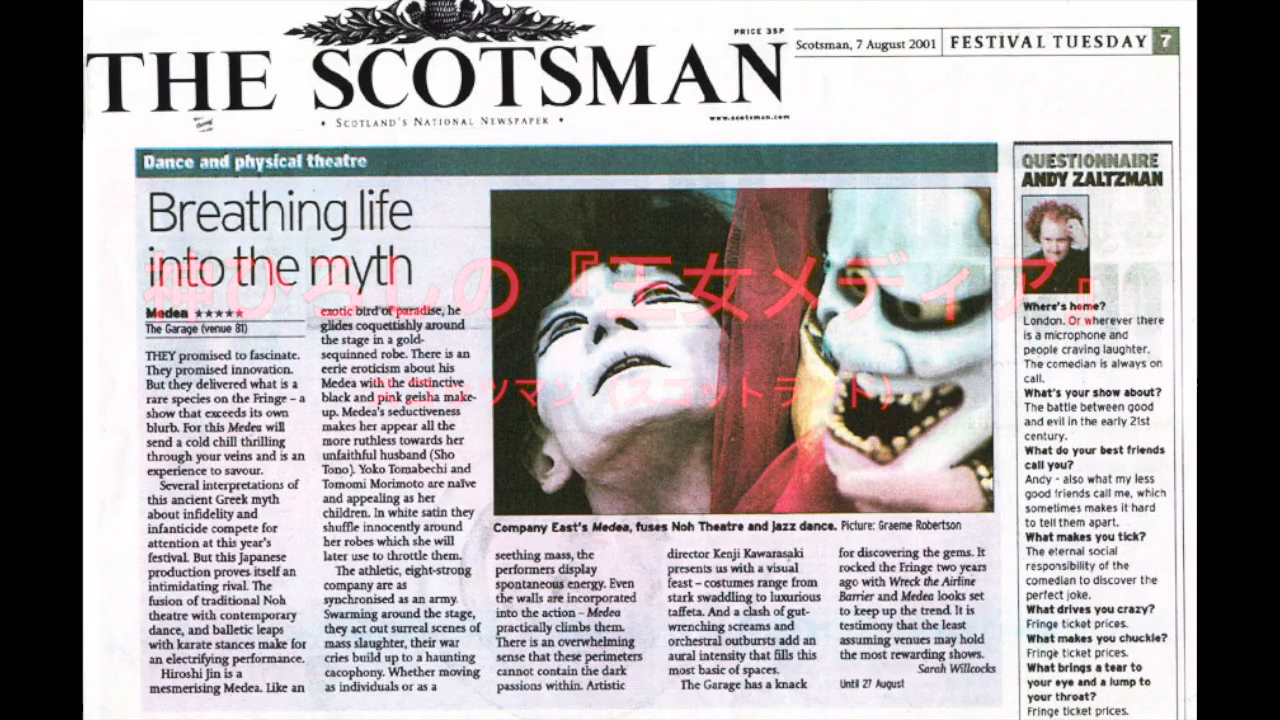 PRICE 35P
THE SCOTSMAN
• SCOTLAND'S NATIONAL NEWSPAPER •
www.scotsman.com
Scotsman, 7 August 2001
FESTIVAL TUESDAY
7
Dance and physical theatre
Breathing life
into the myth
Medea ★★★★★
The Garage (venue 81)
THEY promised to fascinate.
They promised innovation.
But they delivered what is a
rare species on the Fringe – a
show that exceeds its own
blurb. For this Medea will
send a cold chill thrilling
through your veins and is an
experience to savour.
Several interpretations of
this ancient Greek myth
about infidelity and
infanticide compete for
attention at this year's
festival. But this Japanese
production proves itself an
intimidating rival. The
fusion of traditional Noh
theatre with contemporary
dance, and balletic leaps
with karate stances make for
an electrifying performance.
Hiroshi Jin is a
mesmerising Medea. Like an
exotic bird of paradise, he
glides coquettishly around
the stage in a gold-
sequinned robe. There is an
eerie eroticism about his
Medea with the distinctive
black and pink geisha make-
up. Medea's seductiveness
makes her appear all the
more ruthless towards her
unfaithful husband (Sho
Tono). Yoko Tomabechi and
Tomomi Morimoto are naïve
and appealing as her
children. In white satin they
shuffle innocently around
her robes which she will
later use to throttle them.
The athletic, eight-strong
company are as
synchronised as an army.
Swarming around the stage,
they act out surreal scenes of
mass slaughter, their war
cries build up to a haunting
cacophony. Whether moving
as individuals or as a
Company East's Medea, fuses Noh Theatre and jazz dance. Picture: Graeme Robertson
seething mass, the
performers display
spontaneous energy. Even
the walls are incorporated
into the action – Medea
practically climbs them.
There is an overwhelming
sense that these perimeters
cannot contain the dark
passions within. Artistic
director Kenji Kawarasaki
presents us with a visual
feast – costumes range from
stark swaddling to luxurious
taffeta. And a clash of gut-
wrenching screams and
orchestral outbursts add an
aural intensity that fills this
most basic of spaces.
The Garage has a knack
for discovering the gems. It
rocked the Fringe two years
ago with Wreck the Airline
Barrier and Medea looks set
to keep up the trend. It is
testimony that the least
assuming venues may hold
the most rewarding shows.
Sarah Willcocks
Until 27 August
QUESTIONNAIRE
ANDY ZALTZMAN
Where's home?
London. Or wherever there
is a microphone and
people craving laughter.
The comedian is always on
call.
What's your show about?
The battle between good
and evil in the early 21st
century.
What do your best friends
call you?
Andy - also what my less
good friends call me, which
sometimes makes it hard
to tell them apart.
What makes you tick?
The eternal social
responsibility of the
comedian to discover the
perfect joke.
What drives you crazy?
Fringe ticket prices.
What makes you chuckle?
Fringe ticket prices.
What brings a tear to
your eye and a lump to
your throat?
Fringe ticket prices.
ひろしの『王女メディア』
ツマン（スコットランド）